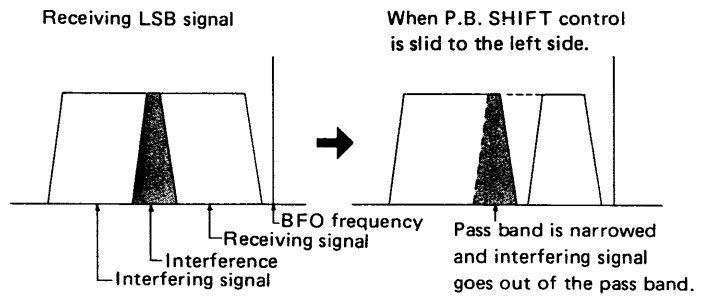 Receiving LSB signal
When P.B. SHIFT control
is slid to the left side.
BFO frequency
Receiving signal
Interference
Interfering signal
Pass band is narrowed
and interfering signal
goes out of the pass band.